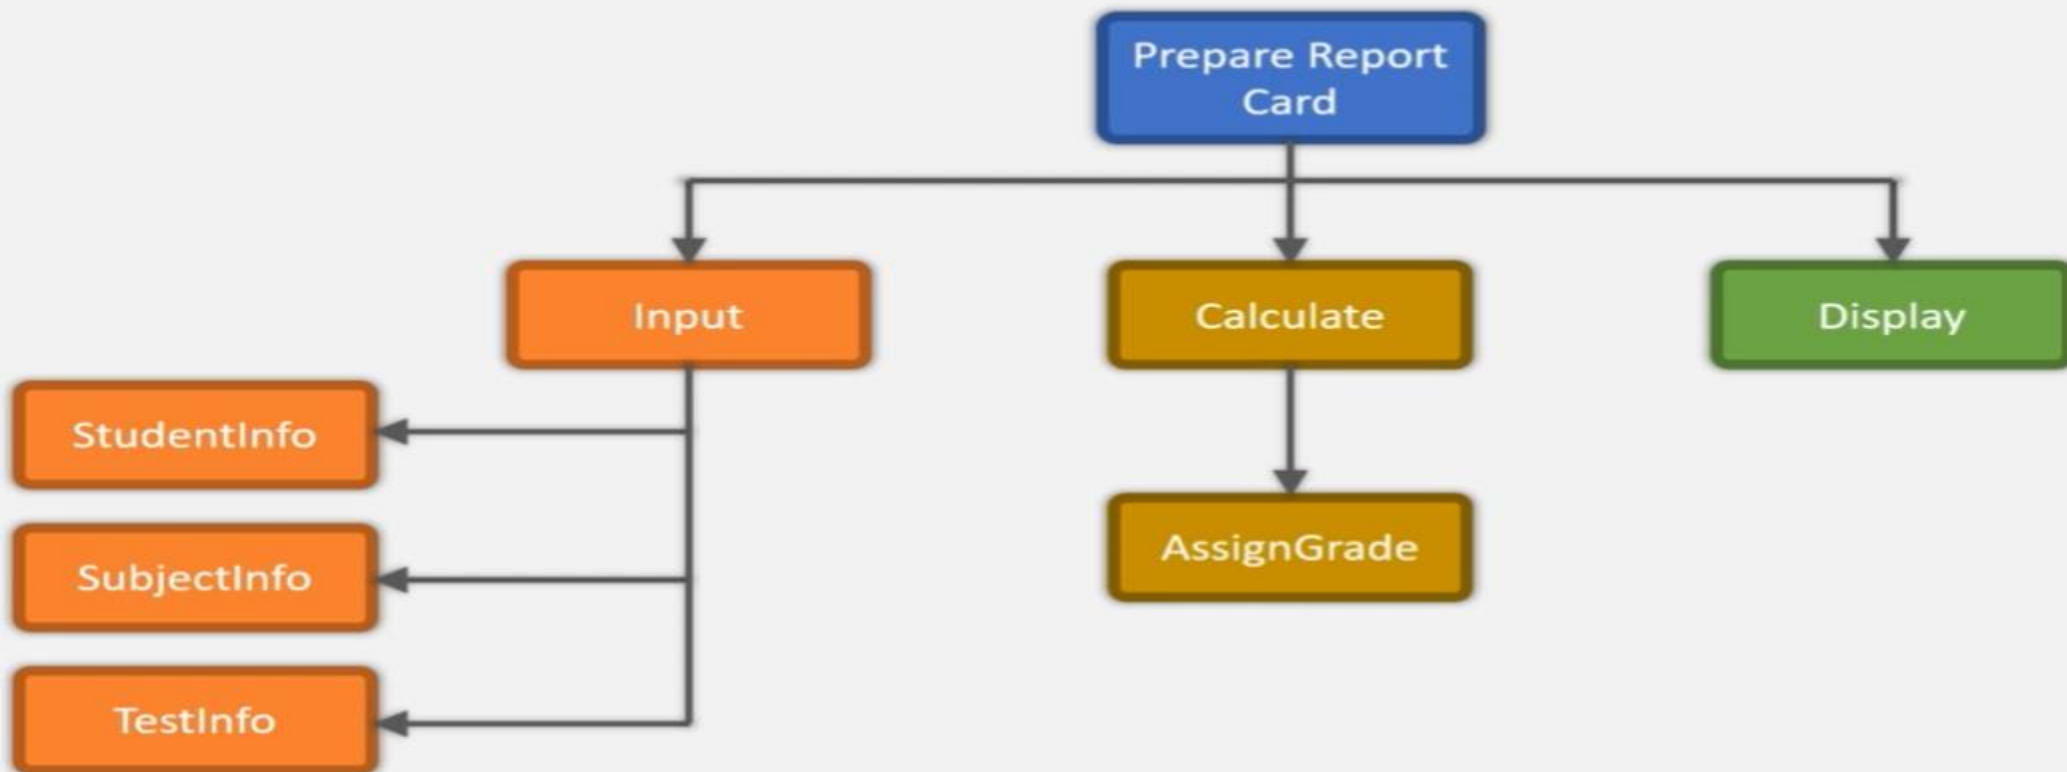 Prepare Report
Card
Input
Calculate
Display
StudentInfo
SubjectInfo
TestInfo
AssignGrade